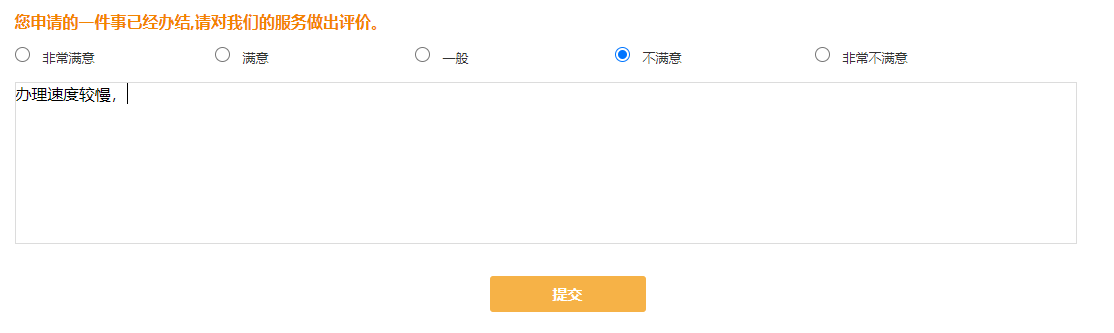 您申请的一件事已经办结,请对我们的服务做出评价。
非常满意 满意 一般 不满意 非常不满意
办理速度较慢，
提交